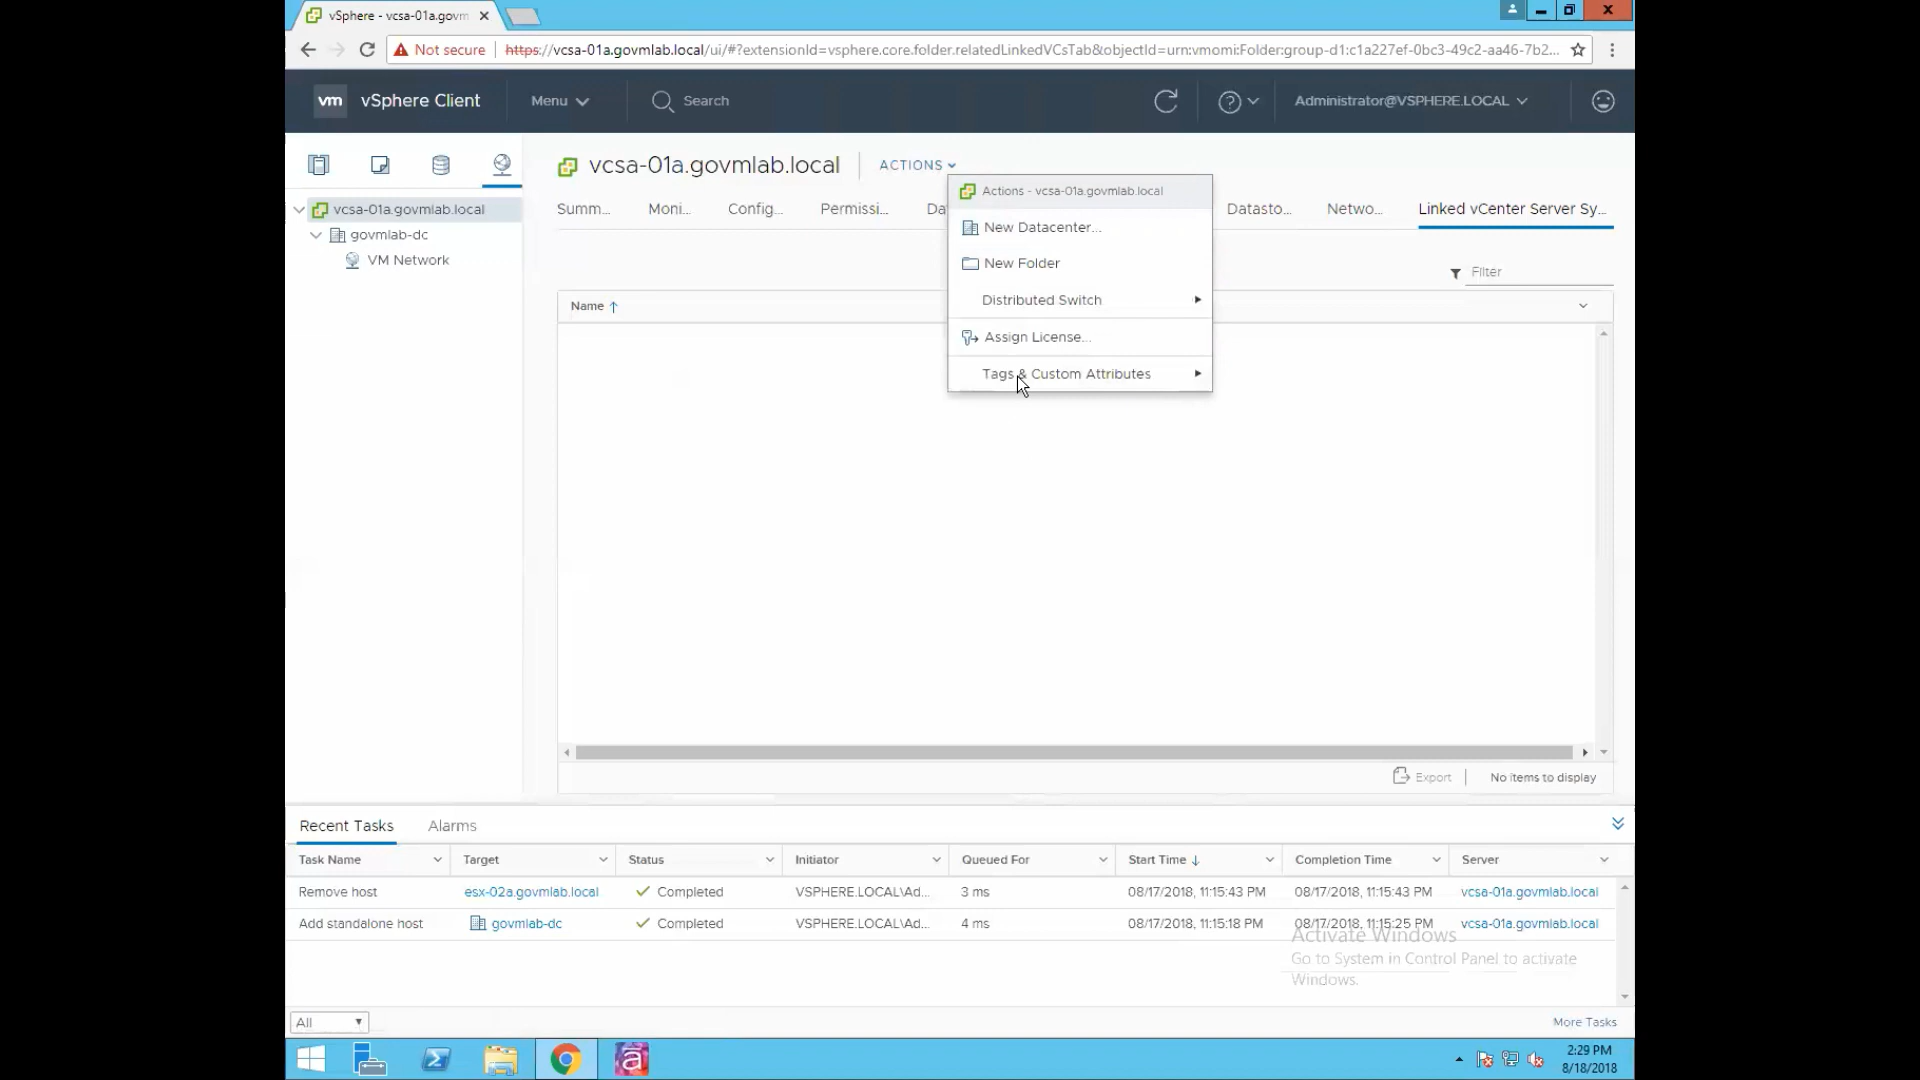 vSphere - vcsa-01a.govm
Not secure https://vcsa-01a.govmlab.local/ui/#?extensionId=vsphere.core.folder.relatedLinkedVCsTab&objectId=urn:vmomi:Folder:group-d1:c1a227ef-0bc3-49c2-aa46-7b2...
vm vSphere Client Menu Search Administrator@VSPHERE.LOCAL
vcsa-01a.govmlab.local ACTIONS
Actions - vcsa-01a.govmlab.local
vcsa-01a.govmlab.local
govmlab-dc
VM Network
Summ... Moni... Config... Permissi... Da Datasto... Netwo... Linked vCenter Server Sy...
New Datacenter...
New Folder
Distributed Switch
Assign License...
Tags & Custom Attributes
Filter
Name
Export No items to display
Recent Tasks Alarms
Task Name Target Status Initiator Queued For Start Time Completion Time Server
Remove host esx-02a.govmlab.local Completed VSPHERE.LOCAL\Ad... 3 ms 08/17/2018, 11:15:43 PM 08/17/2018, 11:15:43 PM vcsa-01a.govmlab.local
Add standalone host govmlab-dc Completed VSPHERE.LOCAL\Ad... 4 ms 08/17/2018, 11:15:18 PM 08/17/2018, 11:15:25 PM vcsa-01a.govmlab.local
Activate Windows
Go to System in Control Panel to activate
Windows.
All More Tasks
2:29 PM
8/18/2018